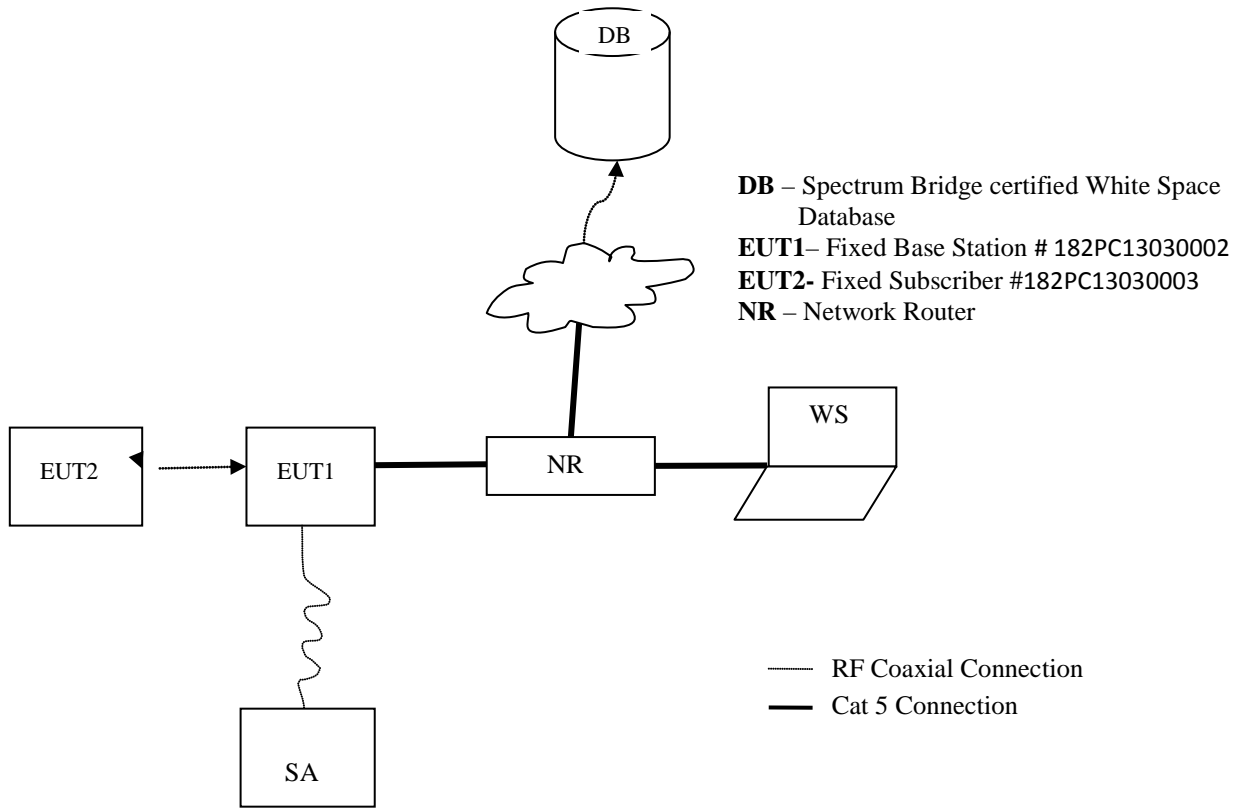 DB
DB – Spectrum Bridge certified White Space
Database
EUT1– Fixed Base Station # 182PC13030002
EUT2- Fixed Subscriber #182PC13030003
NR – Network Router
WS
EUT2
EUT1
NR
RF Coaxial Connection
Cat 5 Connection
SA